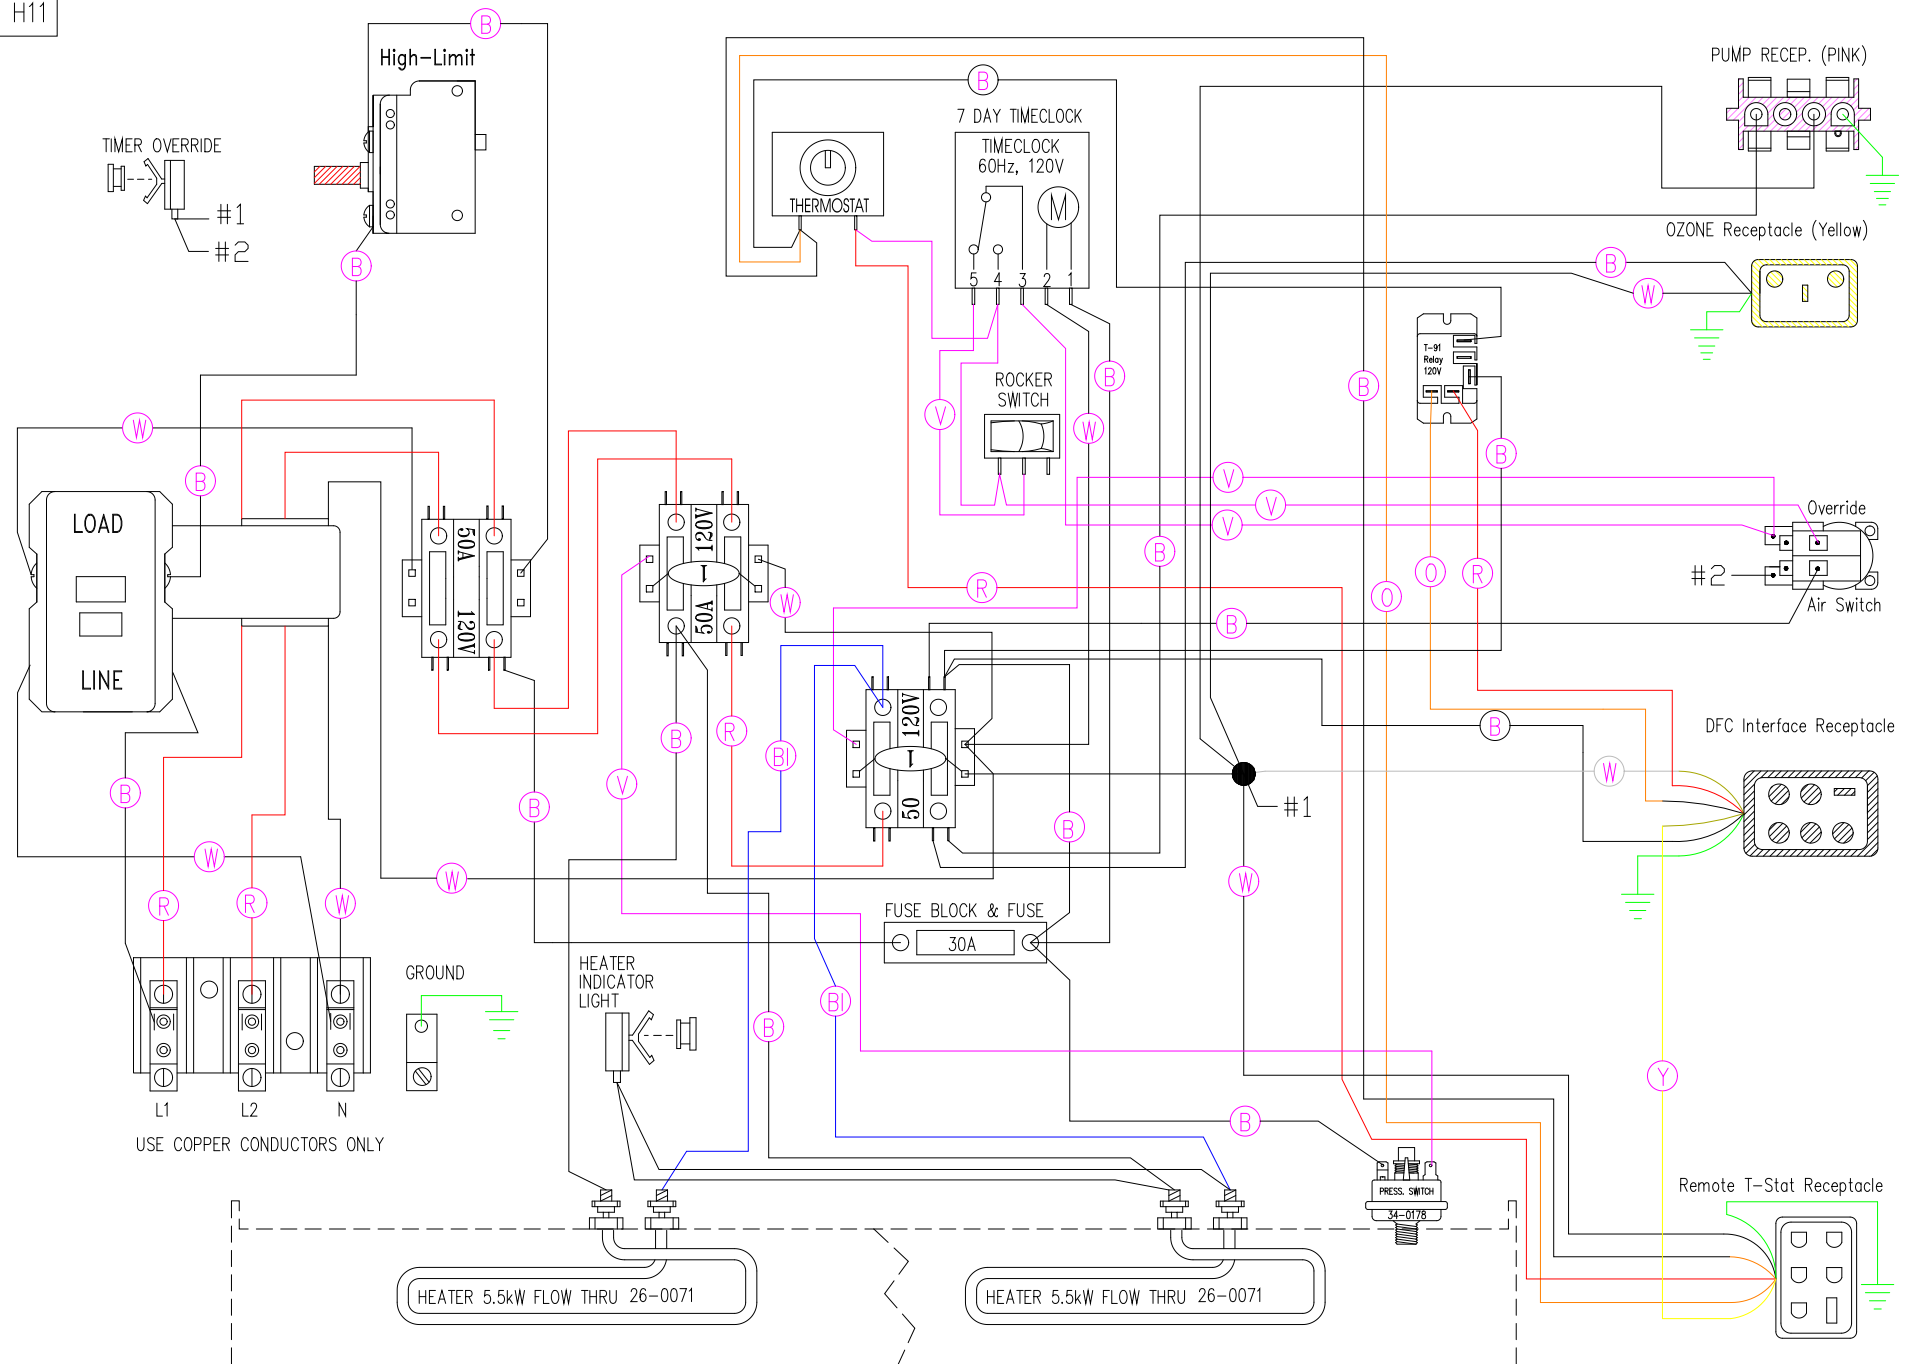 H11
B
High-Limit
TIMER OVERRIDE
#1
#2
B
B
7 DAY TIMECLOCK
TIMECLOCK
60Hz, 120V
M
5 4 3 2 1
THERMOSTAT
PUMP RECEP. (PINK)
OZONE Receptacle (Yellow)
B
W
T-91
Relay
120V
ROCKER
SWITCH
B
B
V
W
W
B
B
V
V
V
LOAD
LINE
50A
120V
120V
1
50A
W
B
R
O
O
R
B
Override
#2
Air Switch
B
R
BI
V
B
120V
1
50
B
B
W
#1
DFC Interface Receptacle
B
W
R
R
W
W
W
FUSE BLOCK & FUSE
30A
GROUND
HEATER
INDICATOR
LIGHT
BI
B
B
Y
L1
L2
N
USE COPPER CONDUCTORS ONLY
PRESS. SWITCH
34-0178
Remote T-Stat Receptacle
HEATER 5.5kW FLOW THRU 26-0071
HEATER 5.5kW FLOW THRU 26-0071